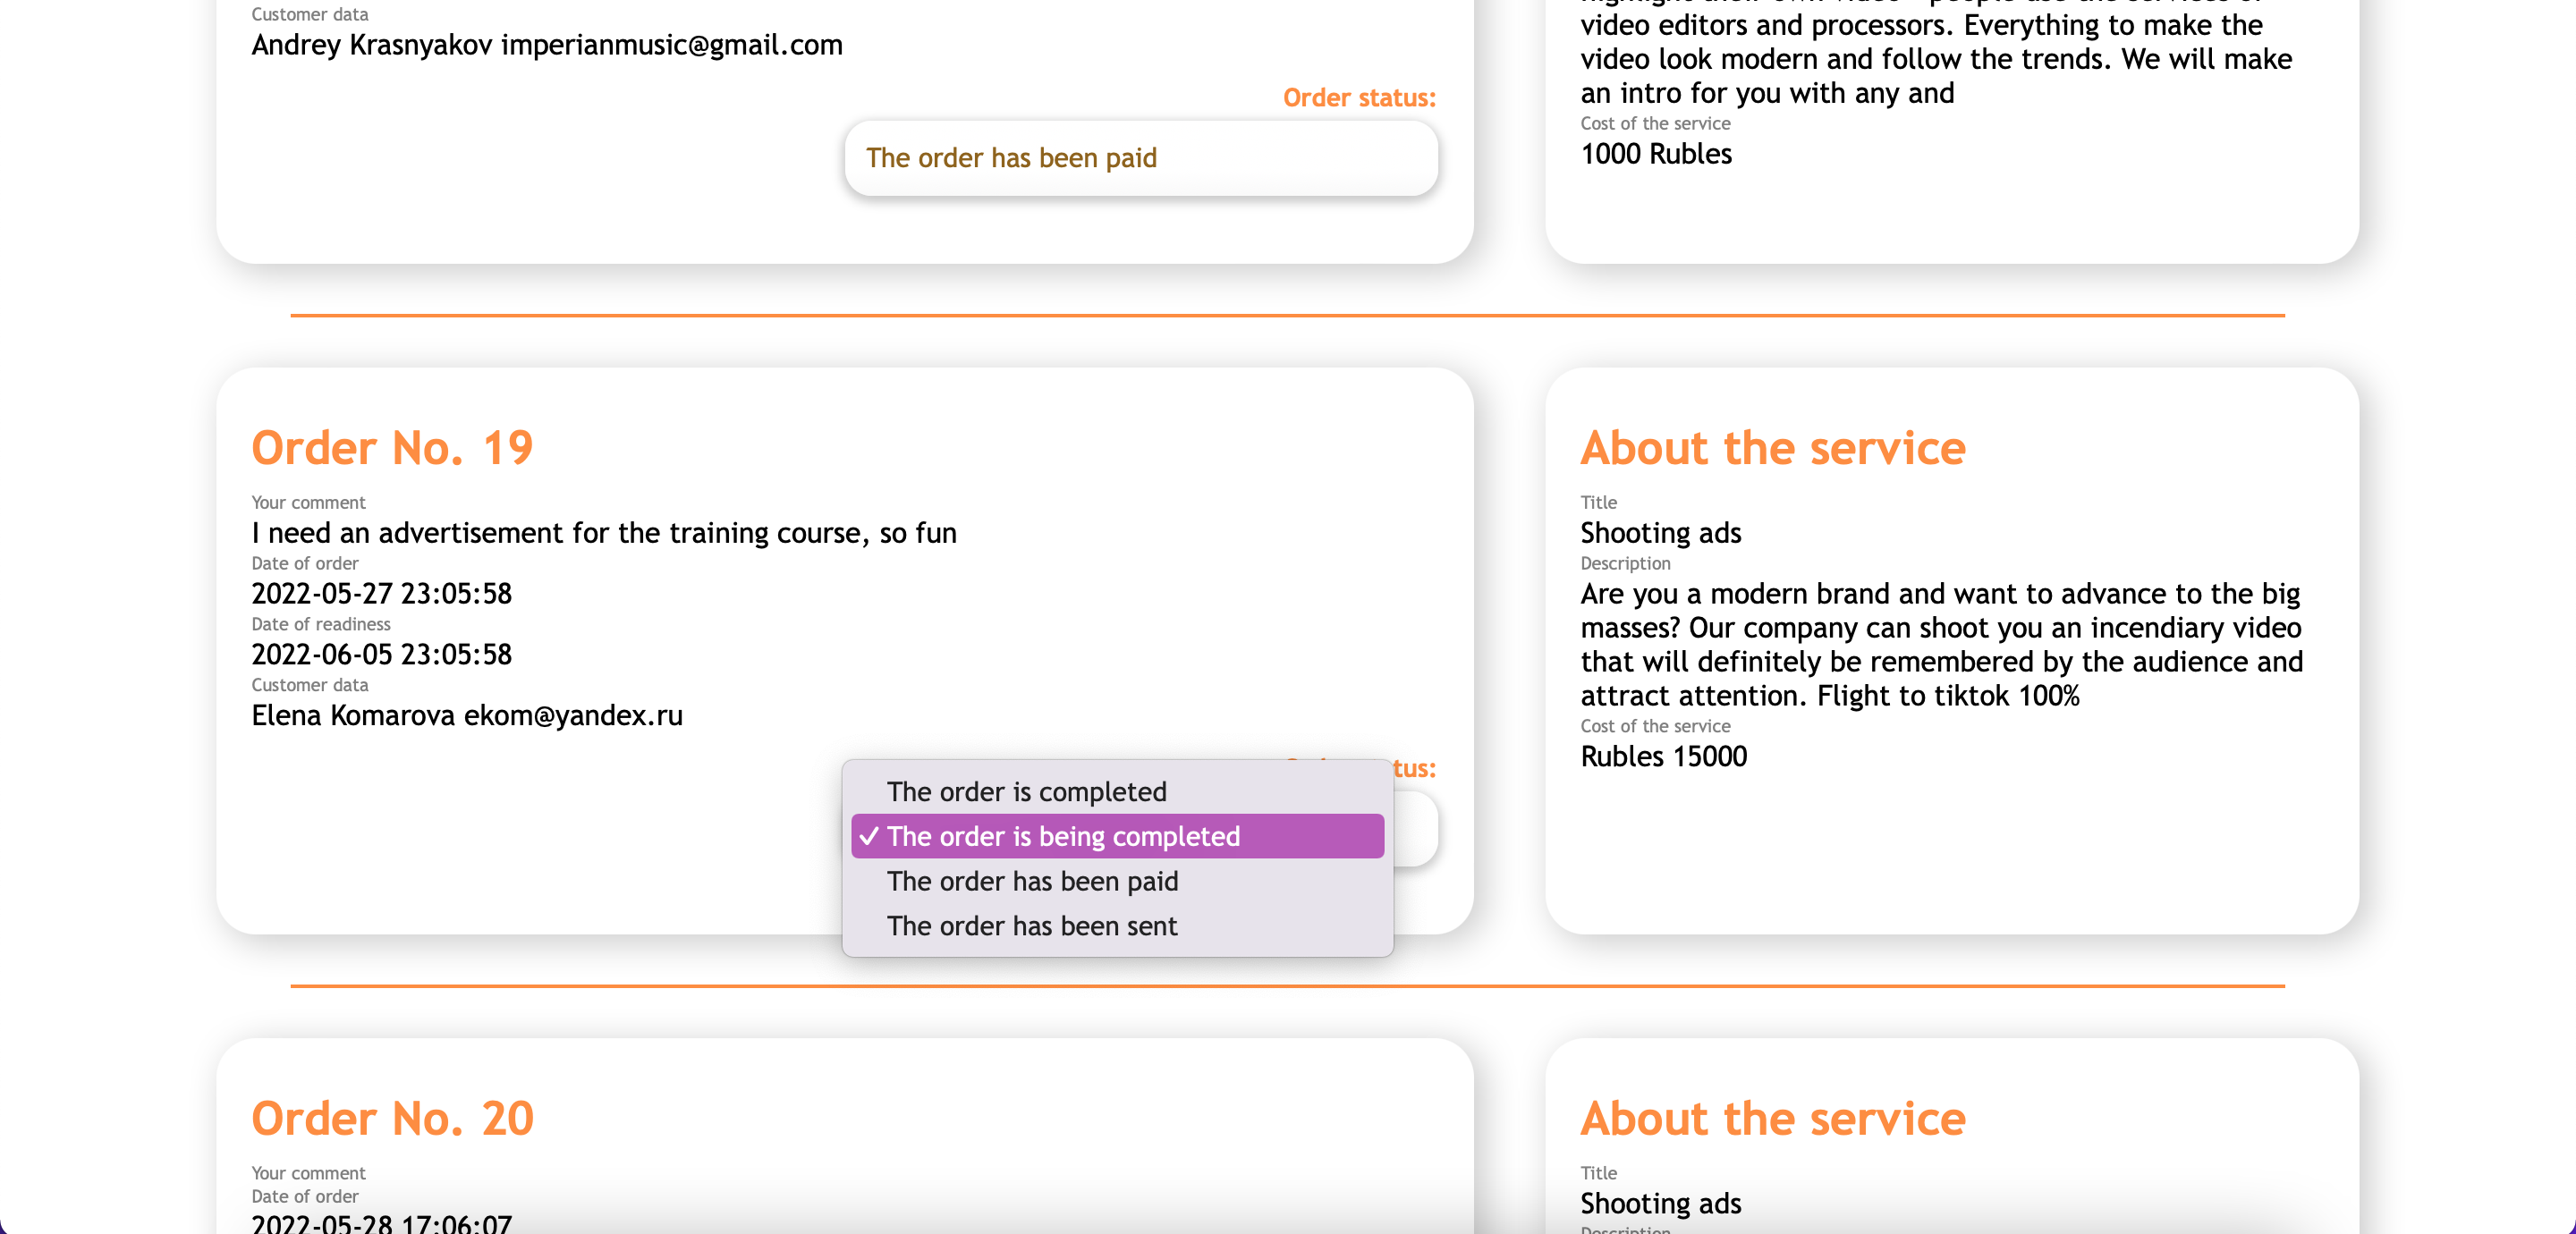 Customer data
Andrey Krasnyakov imperianmusic@gmail.com
Order status:
The order has been paid
video editors and processors. Everything to make the
video look modern and follow the trends. We will make
an intro for you with any and
Cost of the service
1000 Rubles
Order No. 19
Your comment
I need an advertisement for the training course, so fun
Date of order
2022-05-27 23:05:58
Date of readiness
2022-06-05 23:05:58
Customer data
Elena Komarova ekom@yandex.ru
tus:
The order is completed
✓ The order is being completed
The order has been paid
The order has been sent
About the service
Title
Shooting ads
Description
Are you a modern brand and want to advance to the big
masses? Our company can shoot you an incendiary video
that will definitely be remembered by the audience and
attract attention. Flight to tiktok 100%
Cost of the service
Rubles 15000
Order No. 20
Your comment
Date of order
2022-05-28 17:06:07
About the service
Title
Shooting ads
Description